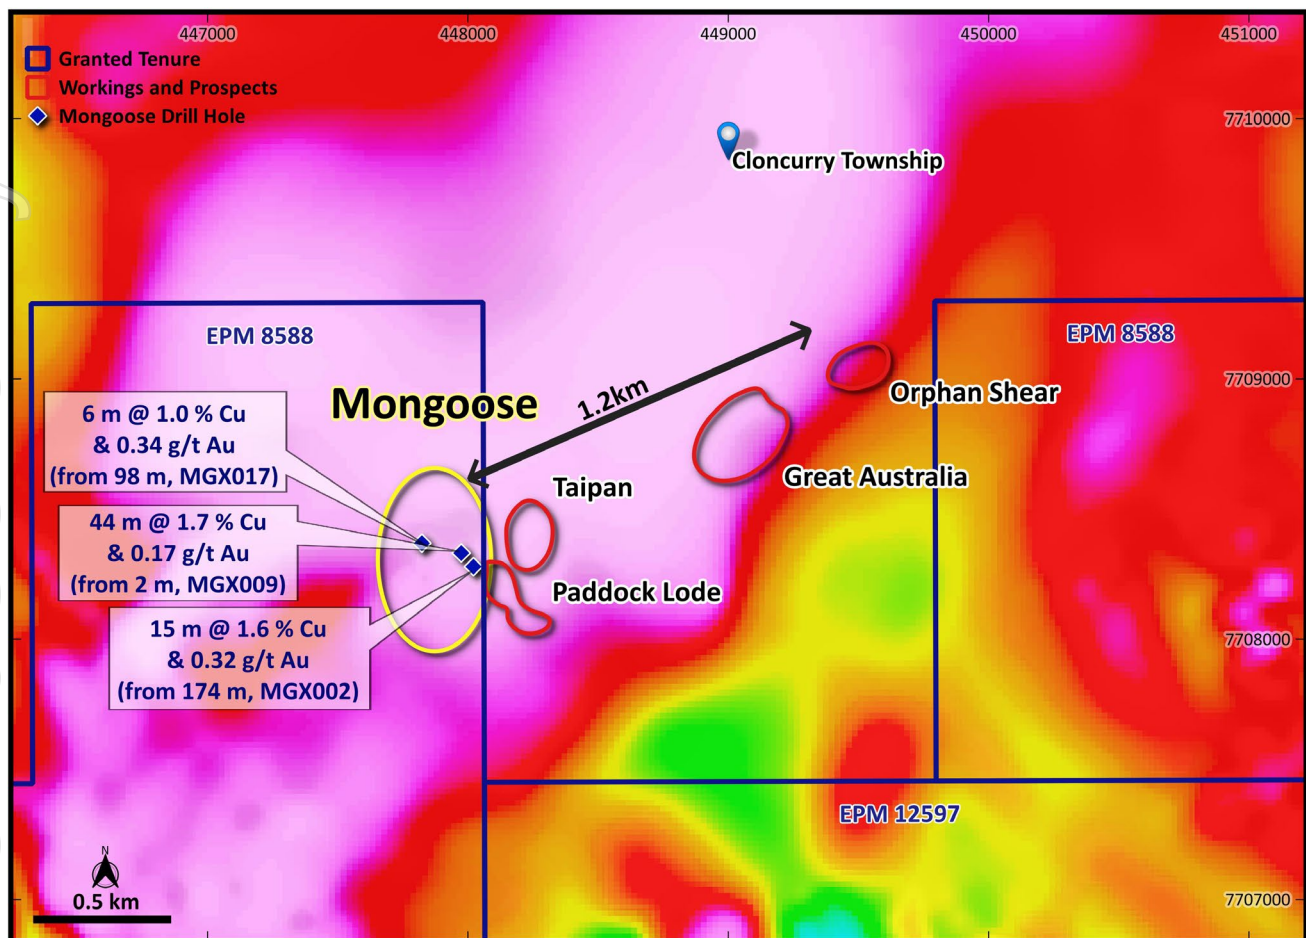 447000
448000
449000
450000
451000
Granted Tenure
Workings and Prospects
Mongoose Drill Hole
7710000
Cloncurry Township
EPM 8588
EPM 8588
7709000
1.2km
Mongoose
Orphan Shear
6 m @ 1.0 % Cu
& 0.34 g/t Au
(from 98 m, MGX017)
Great Australia
Taipan
44 m @ 1.7 % Cu
& 0.17 g/t Au
(from 2 m, MGX009)
Paddock Lode
15 m @ 1.6 % Cu
& 0.32 g/t Au
(from 174 m, MGX002)
7708000
EPM 12597
N
0.5 km
7707000